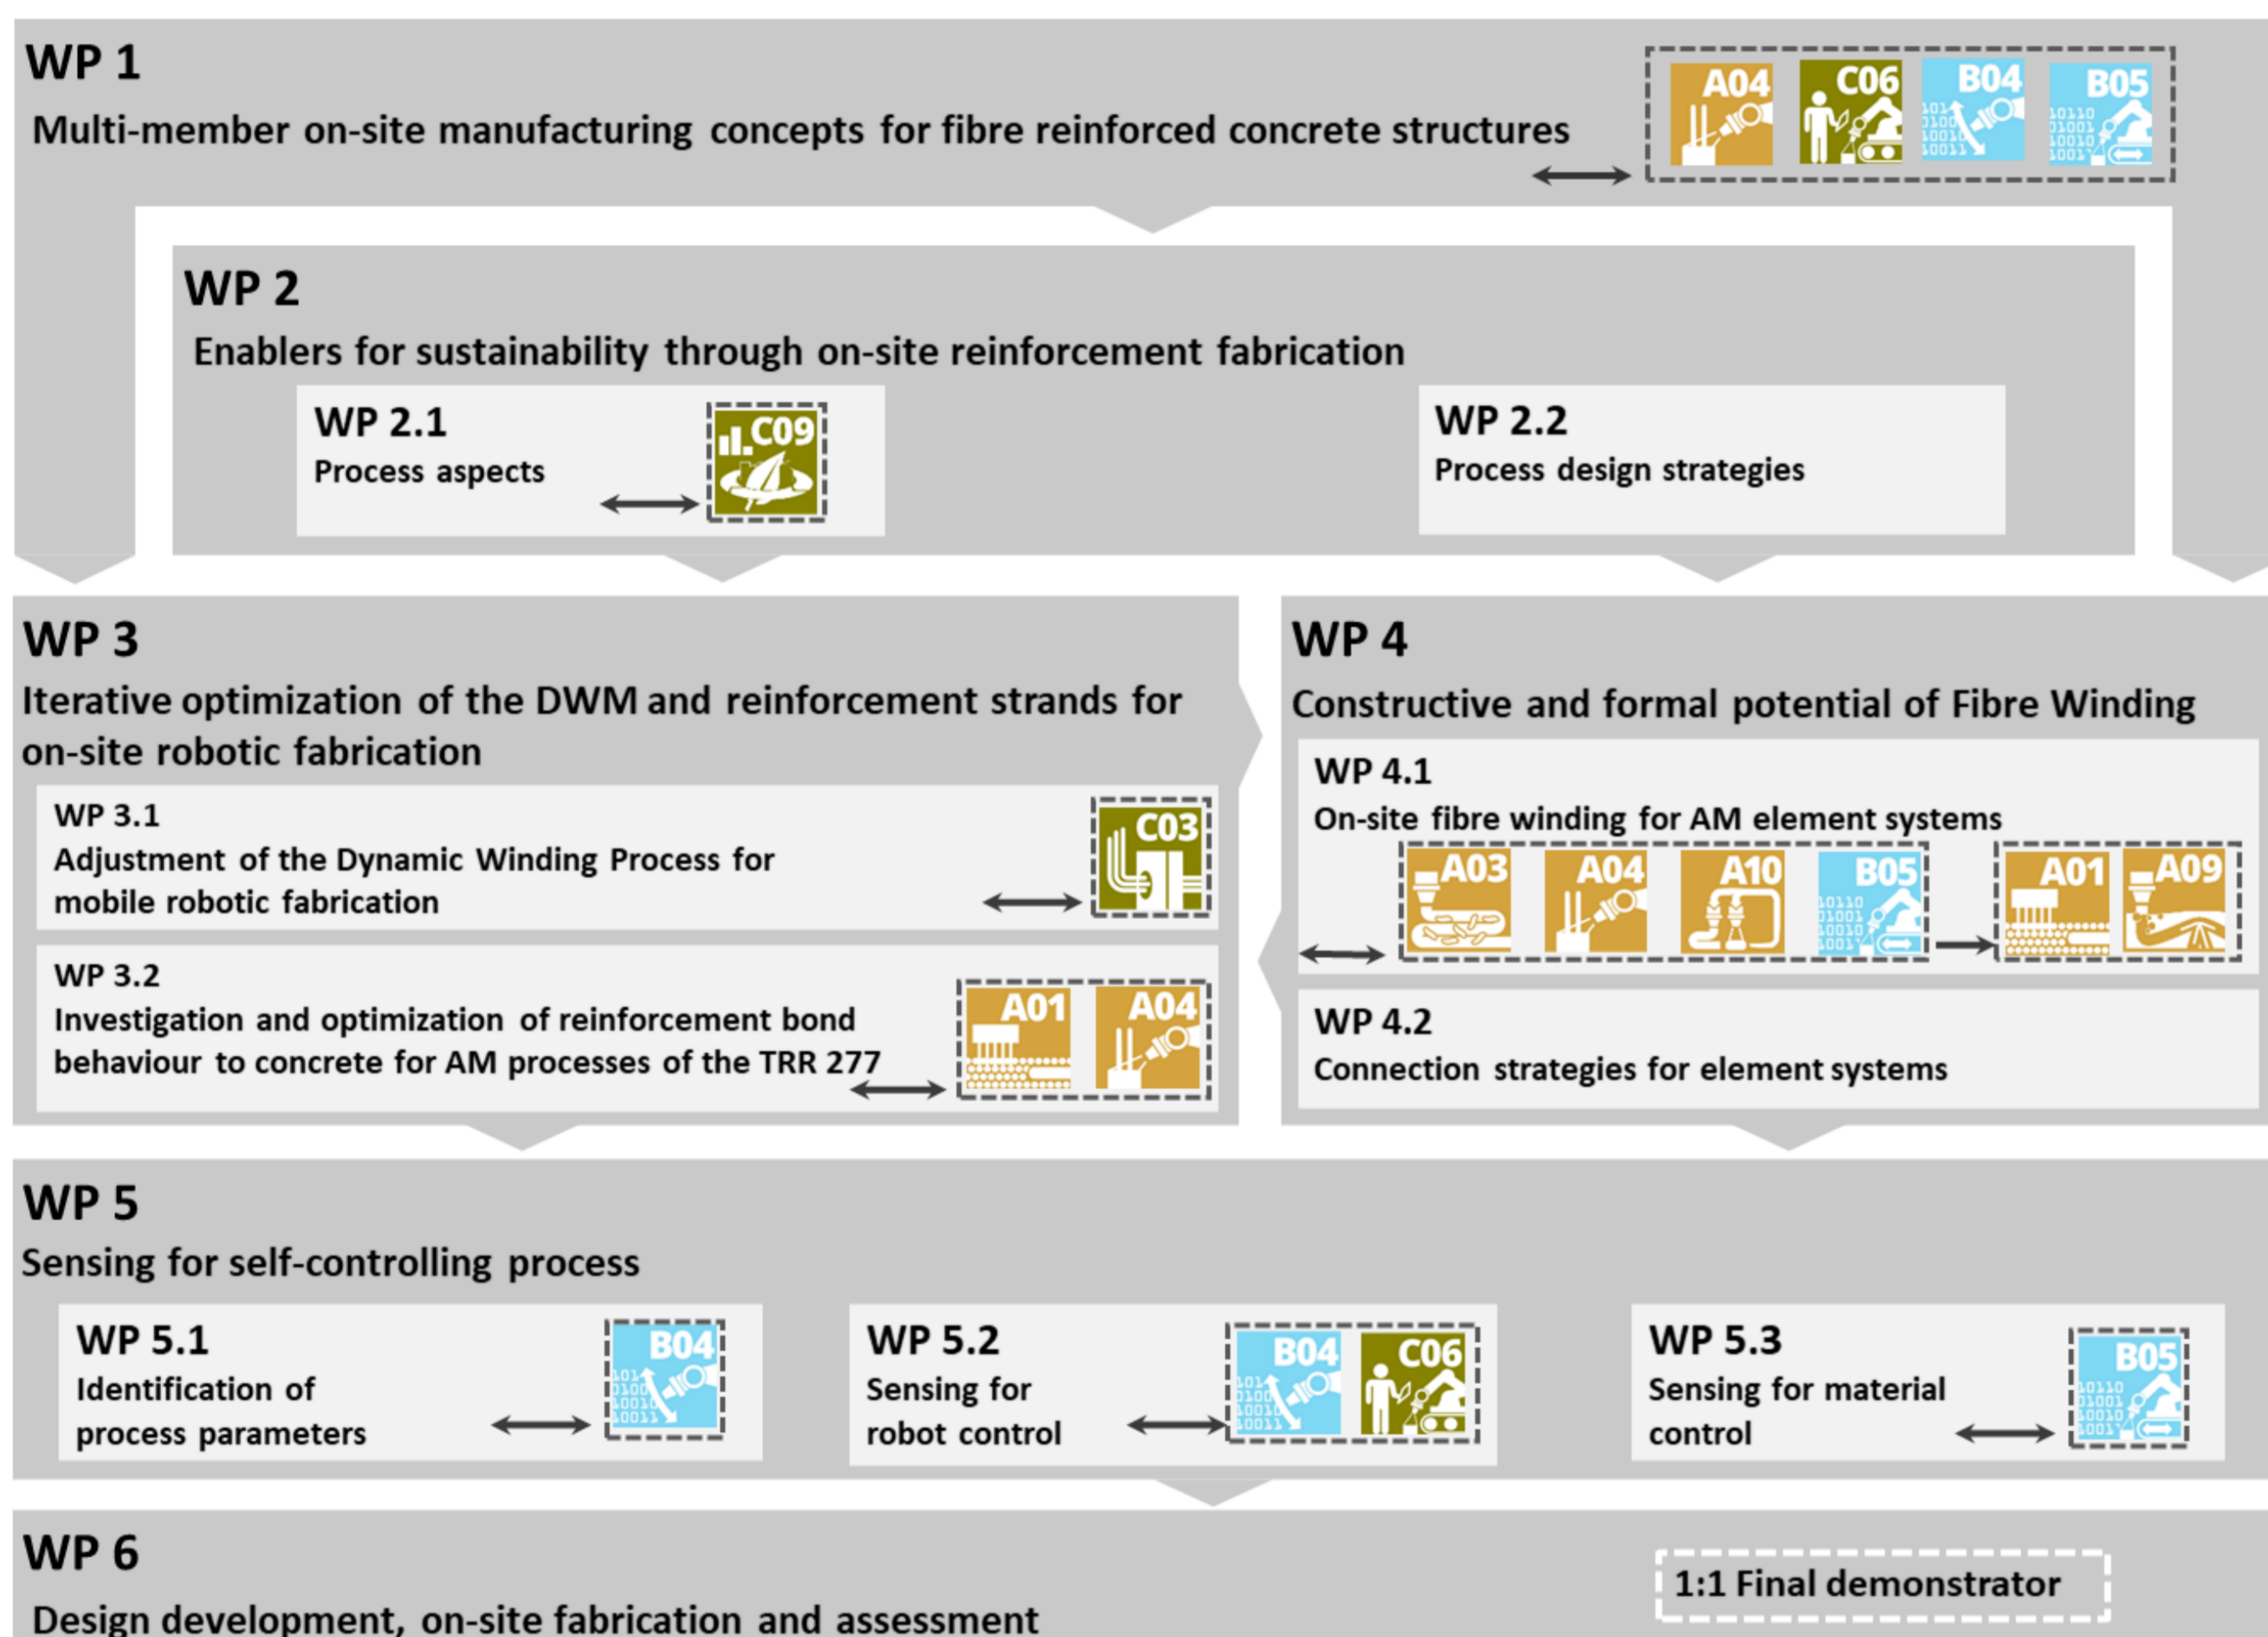 WP 1
Multi-member on-site manufacturing concepts for fibre reinforced concrete structures
A04
C06
B04
B05
WP 2
Enablers for sustainability through on-site reinforcement fabrication
WP 2.1
Process aspects
C09
WP 2.2
Process design strategies
WP 3
Iterative optimization of the DWM and reinforcement strands for
on-site robotic fabrication
WP 3.1
Adjustment of the Dynamic Winding Process for
mobile robotic fabrication
C03
WP 3.2
Investigation and optimization of reinforcement bond
behaviour to concrete for AM processes of the TRR 277
A01
A04
WP 4
Constructive and formal potential of Fibre Winding
WP 4.1
On-site fibre winding for AM element systems
A03
A04
A10
B05
A01
A09
WP 4.2
Connection strategies for element systems
WP 5
Sensing for self-controlling process
WP 5.1
Identification of
process parameters
B04
WP 5.2
Sensing for
robot control
B04
C06
WP 5.3
Sensing for material
control
B05
WP 6
Design development, on-site fabrication and assessment
1:1 Final demonstrator